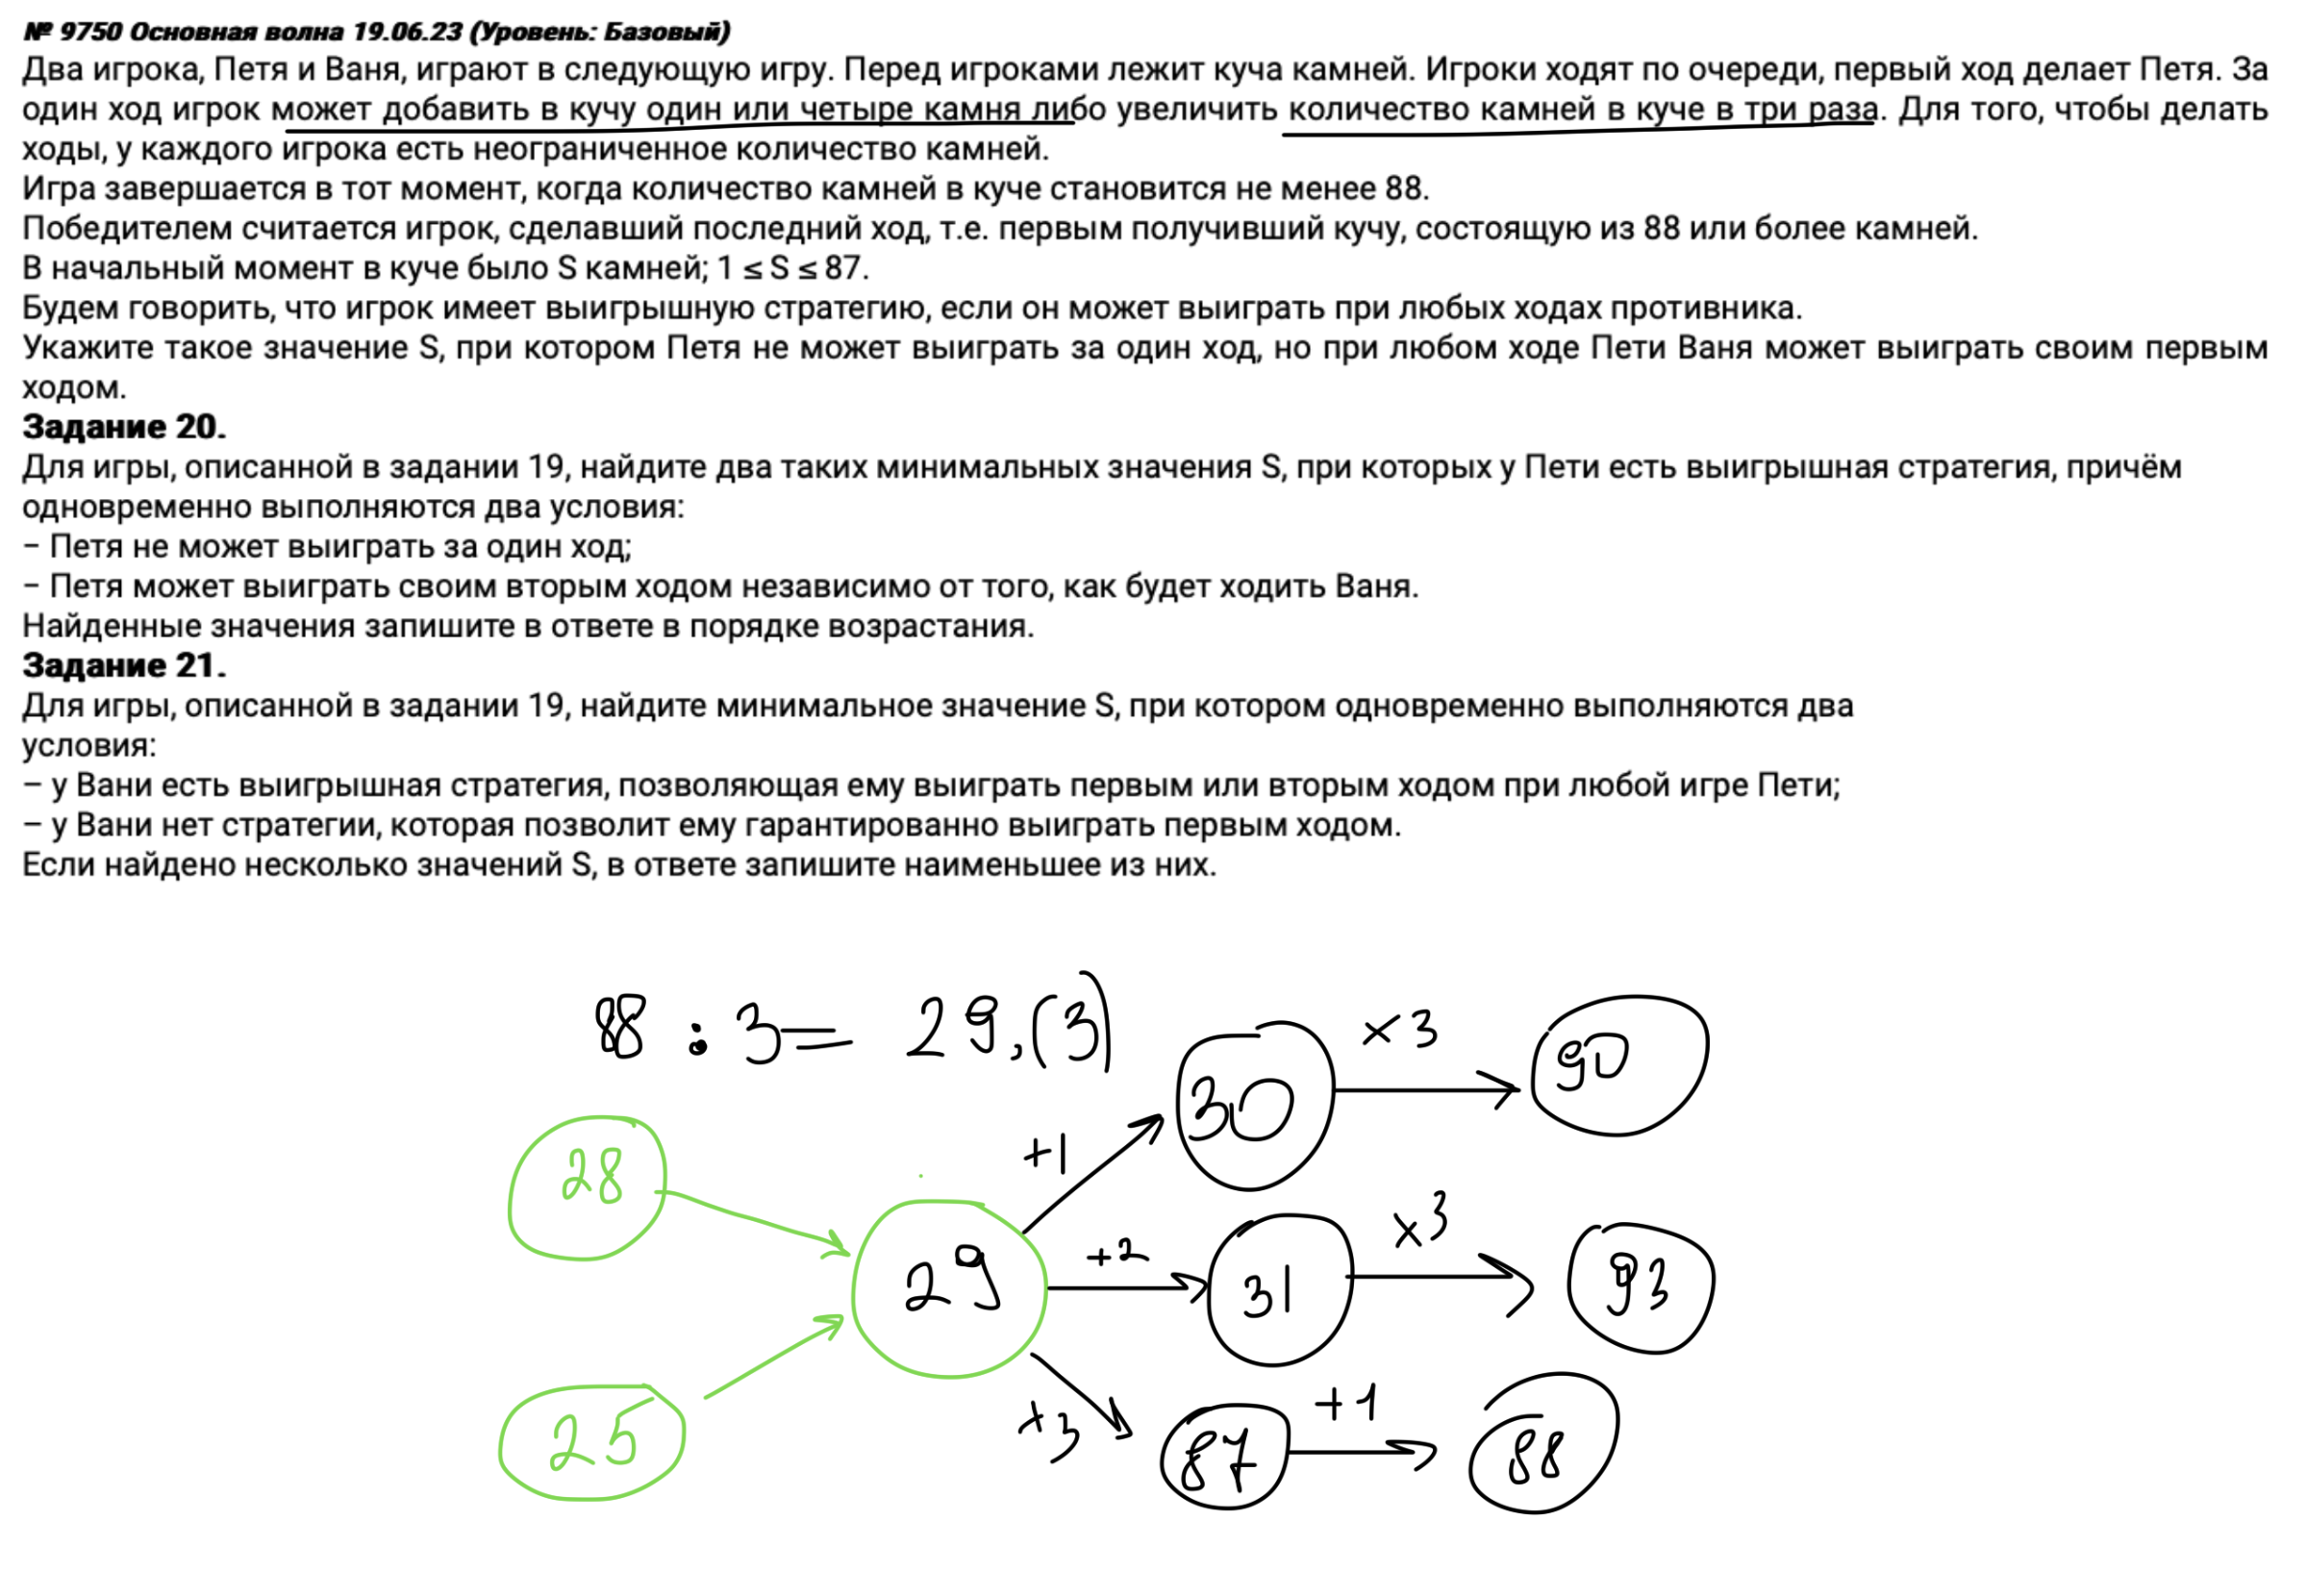 № 9750 Основная волна 19.06.23 (Уровень: Базовый)
Два игрока, Петя и Ваня, играют в следующую игру. Перед игроками лежит куча камней. Игроки ходят по очереди, первый ход делает Петя. За
один ход игрок может добавить в кучу один или четыре камня либо увеличить количество камней в куче в три раза. Для того, чтобы делать
ходы, у каждого игрока есть неограниченное количество камней.
Игра завершается в тот момент, когда количество камней в куче становится не менее 88.
Победителем считается игрок, сделавший последний ход, т.е. первым получивший кучу, состоящую из 88 или более камней.
В начальный момент в куче было S камней; 1 ≤ S ≤ 87.
Будем говорить, что игрок имеет выигрышную стратегию, если он может выиграть при любых ходах противника.
Укажите такое значение S, при котором Петя не может выиграть за один ход, но при любом ходе Пети Ваня может выиграть своим первым
ходом.
Задание 20.
Для игры, описанной в задании 19, найдите два таких минимальных значения S, при которых у Пети есть выигрышная стратегия, причём
одновременно выполняются два условия:
− Петя не может выиграть за один ход;
− Петя может выиграть своим вторым ходом независимо от того, как будет ходить Ваня.
Найденные значения запишите в ответе в порядке возрастания.
Задание 21.
Для игры, описанной в задании 19, найдите минимальное значение S, при котором одновременно выполняются два
условия:
– у Вани есть выигрышная стратегия, позволяющая ему выиграть первым или вторым ходом при любой игре Пети;
– у Вани нет стратегии, которая позволит ему гарантированно выиграть первым ходом.
Если найдено несколько значений S, в ответе запишите наименьшее из них.
88 : 3 = 29,(3)
30 ×3 90
28 +1
29 +2 31 ×3 93
25 ×3 87 +1 88